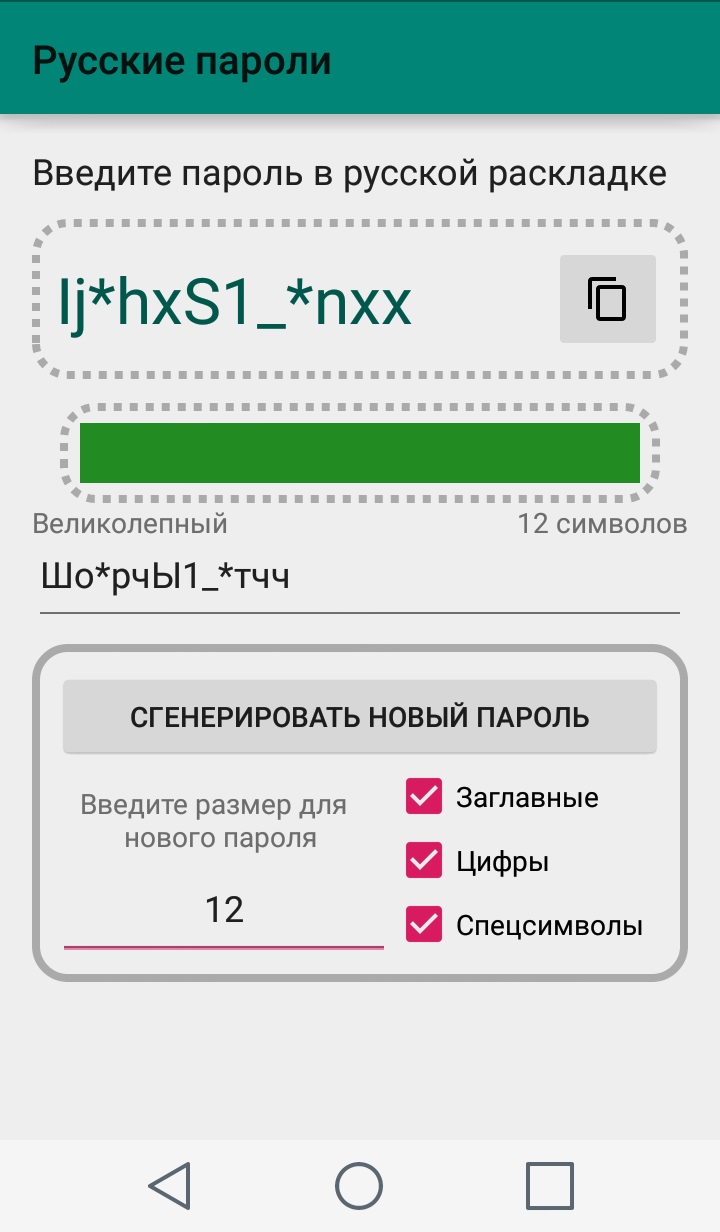 Русские пароли
Введите пароль в русской раскладке
Ij*hxS1_*nxx
Великолепный
12 символов
Шо*рчЫ1_*тчч
СГЕНЕРИРОВАТЬ НОВЫЙ ПАРОЛЬ
Введите размер для
нового пароля
12
Заглавные
Цифры
Спецсимволы